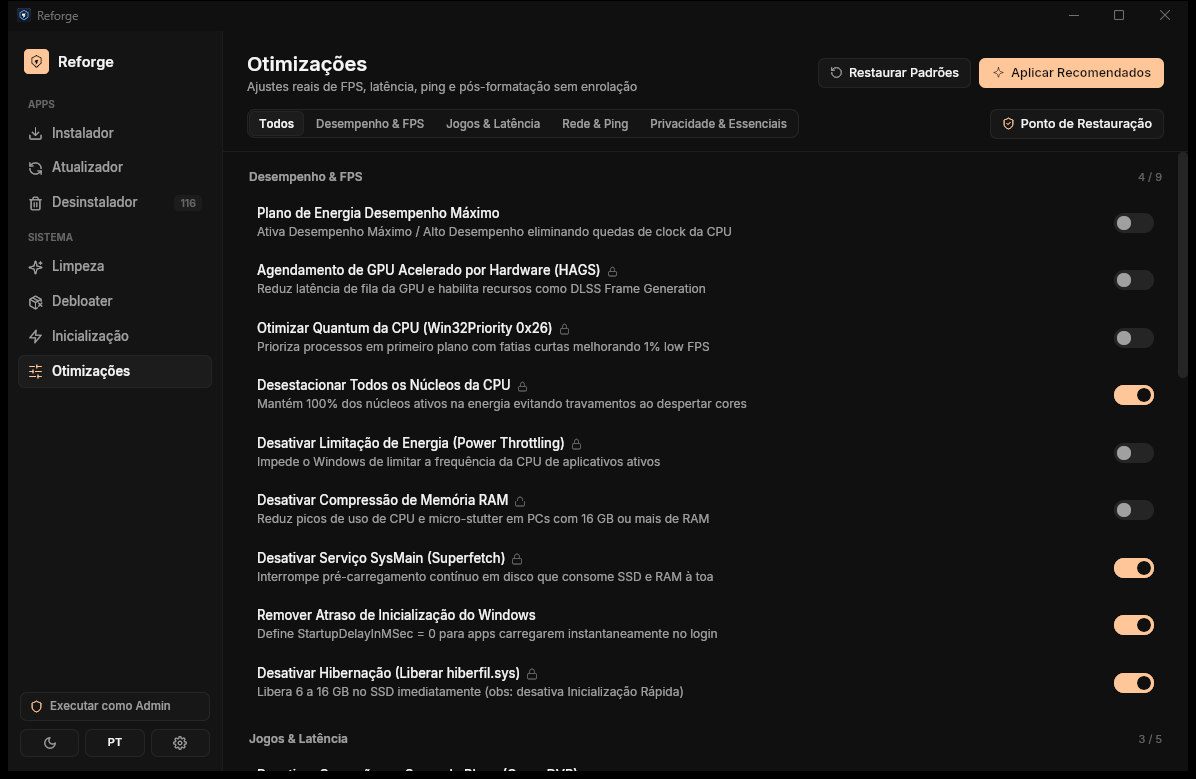 Reforge
Reforge
APPS
Instalador
Atualizador
Desinstalador 116
SISTEMA
Limpeza
Debloater
Inicialização
Otimizações
Executar como Admin
PT
Otimizações
Ajustes reais de FPS, latência, ping e pós-formatação sem enrolação
Restaurar Padrões
Aplicar Recomendados
Todos Desempenho & FPS Jogos & Latência Rede & Ping Privacidade & Essenciais
Ponto de Restauração
Desempenho & FPS 4 / 9
Plano de Energia Desempenho Máximo
Ativa Desempenho Máximo / Alto Desempenho eliminando quedas de clock da CPU
Agendamento de GPU Acelerado por Hardware (HAGS)
Reduz latência de fila da GPU e habilita recursos como DLSS Frame Generation
Otimizar Quantum da CPU (Win32Priority 0x26)
Prioriza processos em primeiro plano com fatias curtas melhorando 1% low FPS
Desestacionar Todos os Núcleos da CPU
Mantém 100% dos núcleos ativos na energia evitando travamentos ao despertar cores
Desativar Limitação de Energia (Power Throttling)
Impede o Windows de limitar a frequência da CPU de aplicativos ativos
Desativar Compressão de Memória RAM
Reduz picos de uso de CPU e micro-stutter em PCs com 16 GB ou mais de RAM
Desativar Serviço SysMain (Superfetch)
Interrompe pré-carregamento contínuo em disco que consome SSD e RAM à toa
Remover Atraso de Inicialização do Windows
Define StartupDelayInMSec = 0 para apps carregarem instantaneamente no login
Desativar Hibernação (Liberar hiberfil.sys)
Libera 6 a 16 GB no SSD imediatamente (obs: desativa Inicialização Rápida)
Jogos & Latência 3 / 5